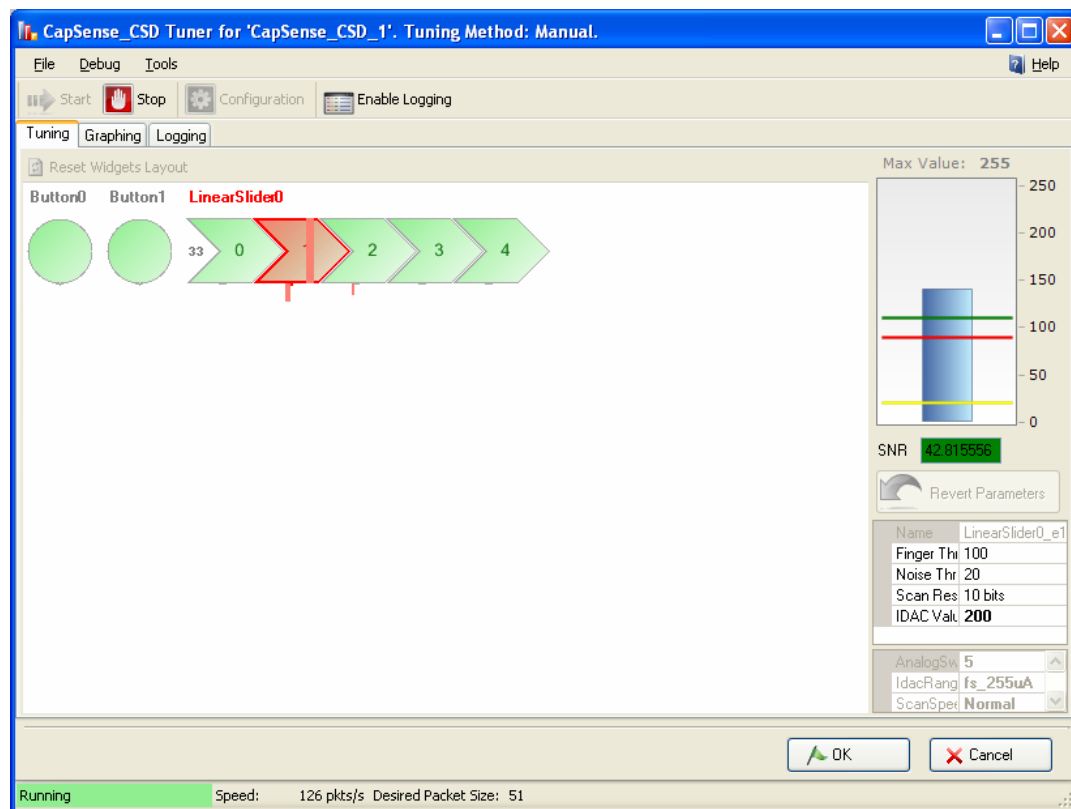 CapSense_CSD Tuner for 'CapSense_CSD_1'. Tuning Method: Manual.
File Debug Tools Help
Start Stop Configuration Enable Logging
Tuning Graphing Logging
Reset Widgets Layout
Max Value: 255
Button0 Button1 LinearSlider0
33 0 1 2 3 4
250
200
150
100
50
0
SNR 42.815556
Revert Parameters
Name LinearSlider0_e1
Finger Thr 100
Noise Thr 20
Scan Res 10 bits
IDAC Valu 200
AnalogSw 5
IdacRang fs_255uA
ScanSpee Normal
OK Cancel
Running Speed: 126 pkts/s Desired Packet Size: 51